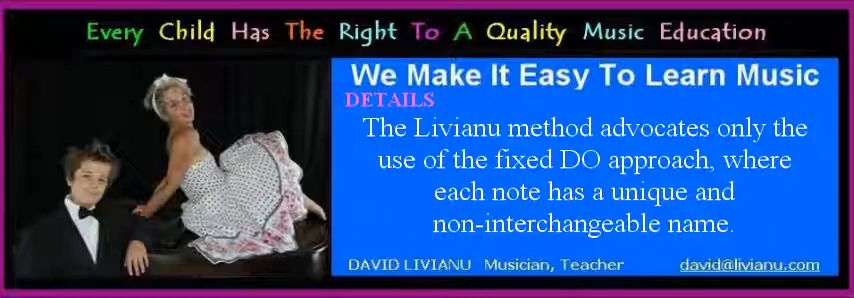 Every Child Has The Right To A Quality Music Education
We Make It Easy To Learn Music
DETAILS
The Livianu method advocates only the
use of the fixed DO approach, where
each note has a unique and
non-interchangeable name.
DAVID LIVIANU Musician, Teacher david@livianu.com